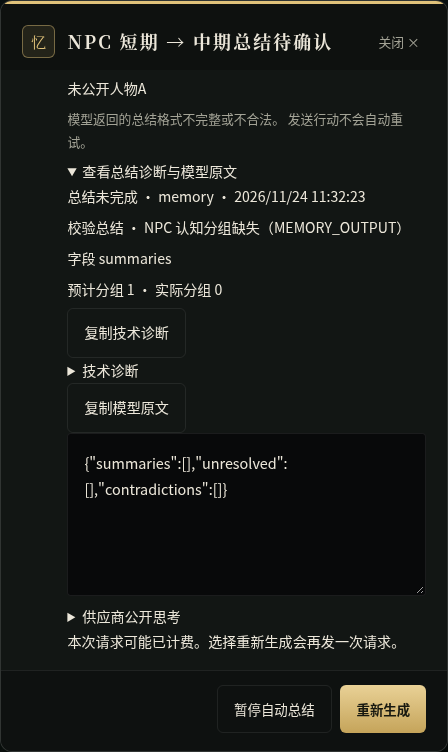 忆 NPC 短期 → 中期总结待确认 关闭 ×
未公开人物A
模型返回的总结格式不完整或不合法。 发送行动不会自动重
试。
▼ 查看总结诊断与模型原文
总结未完成 · memory · 2026/11/24 11:32:23
校验总结 · NPC 认知分组缺失（MEMORY_OUTPUT）
字段 summaries
预计分组 1 · 实际分组 0
复制技术诊断
▶ 技术诊断
复制模型原文
{"summaries":[],"unresolved":
[],"contradictions":[]}
▶ 供应商公开思考
本次请求可能已计费。选择重新生成会再发一次请求。
暂停自动总结 重新生成